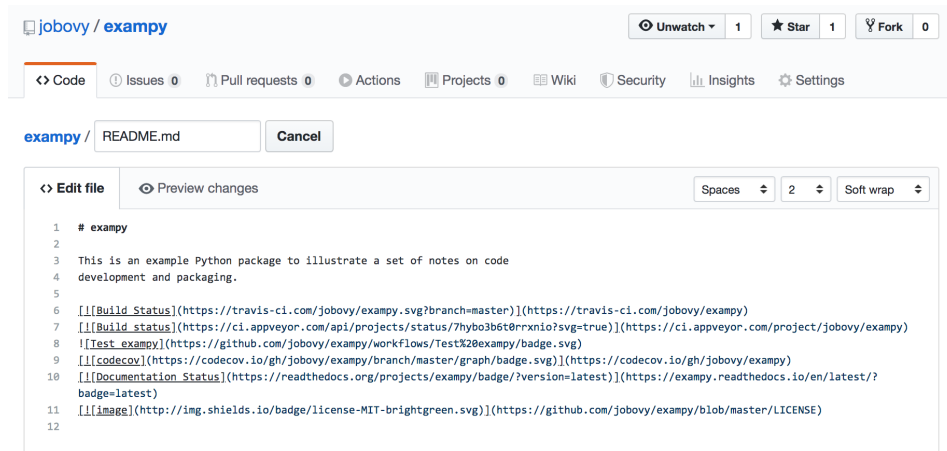 jobovy / exampy
Unwatch 1 Star 1 Fork 0
Code Issues 0 Pull requests 0 Actions Projects 0 Wiki Security Insights Settings
exampy / README.md Cancel
<> Edit file Preview changes Spaces 2 Soft wrap
1 # exampy
2
3 This is an example Python package to illustrate a set of notes on code
4 development and packaging.
5
6 [![Build Status](https://travis-ci.com/jobovy/exampy.svg?branch=master)](https://travis-ci.com/jobovy/exampy)
7 [![Build status](https://ci.appveyor.com/api/projects/status/7hybo3b6t0rrxnio?svg=true)](https://ci.appveyor.com/project/jobovy/exampy)
8 ![Test exampy](https://github.com/jobovy/exampy/workflows/Test%20exampy/badge.svg)
9 [![codecov](https://codecov.io/gh/jobovy/exampy/branch/master/graph/badge.svg)](https://codecov.io/gh/jobovy/exampy)
10 [![Documentation Status](https://readthedocs.org/projects/exampy/badge/?version=latest)](https://exampy.readthedocs.io/en/latest/?
badge=latest)
11 [![image](http://img.shields.io/badge/license-MIT-brightgreen.svg)](https://github.com/jobovy/exampy/blob/master/LICENSE)
12